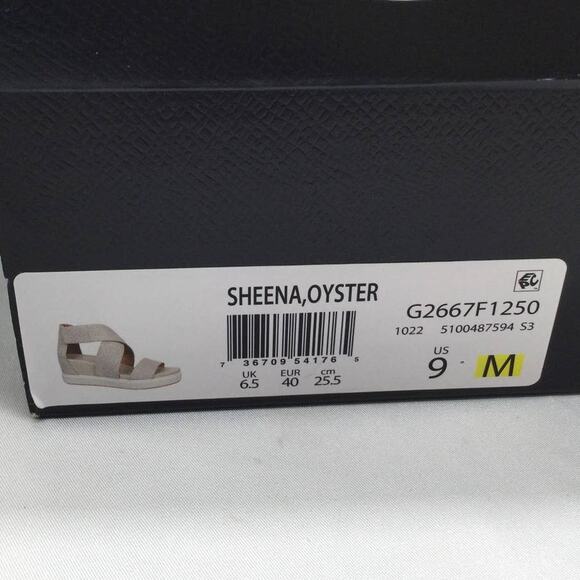 SHEENA,OYSTER
G2667F1250
1022 5100487594 S3
7 36709 54176 5
UK EUR cm
6.5 40 25.5
US
9 - M